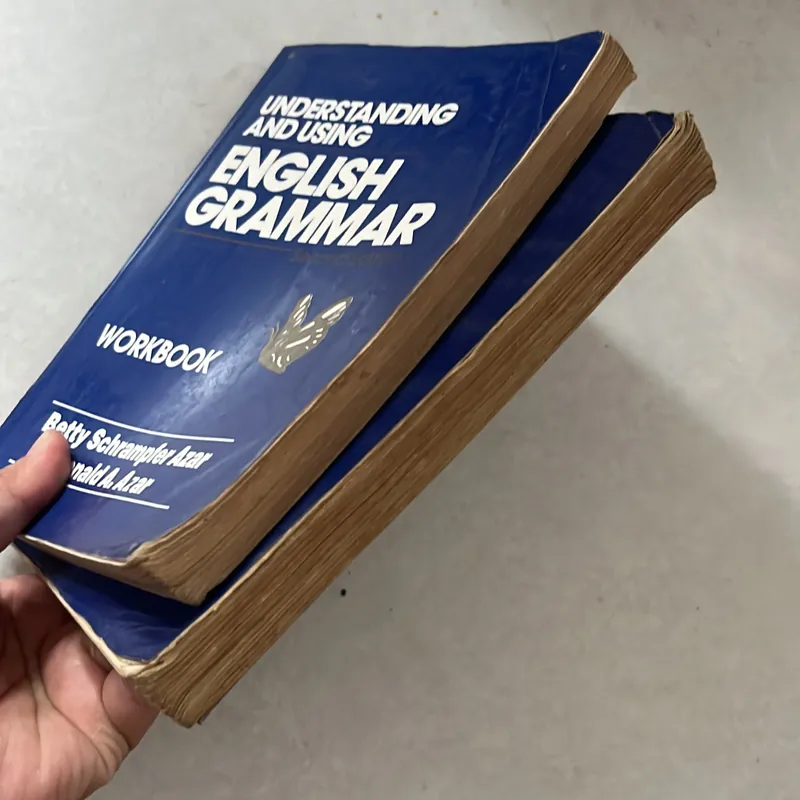 UNDERSTANDING
AND USING
ENGLISH
GRAMMAR
WORKBOOK
Betty Schrampfer Azar
A. Azar